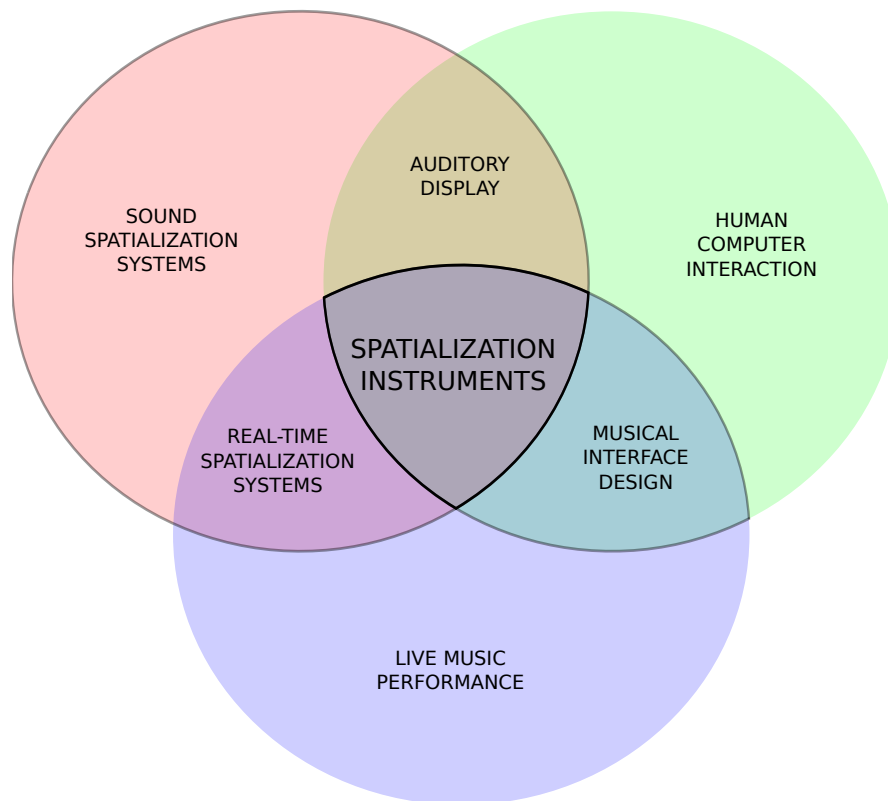 AUDITORY
DISPLAY
SOUND
SPATIALIZATION
SYSTEMS
HUMAN
COMPUTER
INTERACTION
SPATIALIZATION
INSTRUMENTS
REAL-TIME
SPATIALIZATION
SYSTEMS
MUSICAL
INTERFACE
DESIGN
LIVE MUSIC
PERFORMANCE